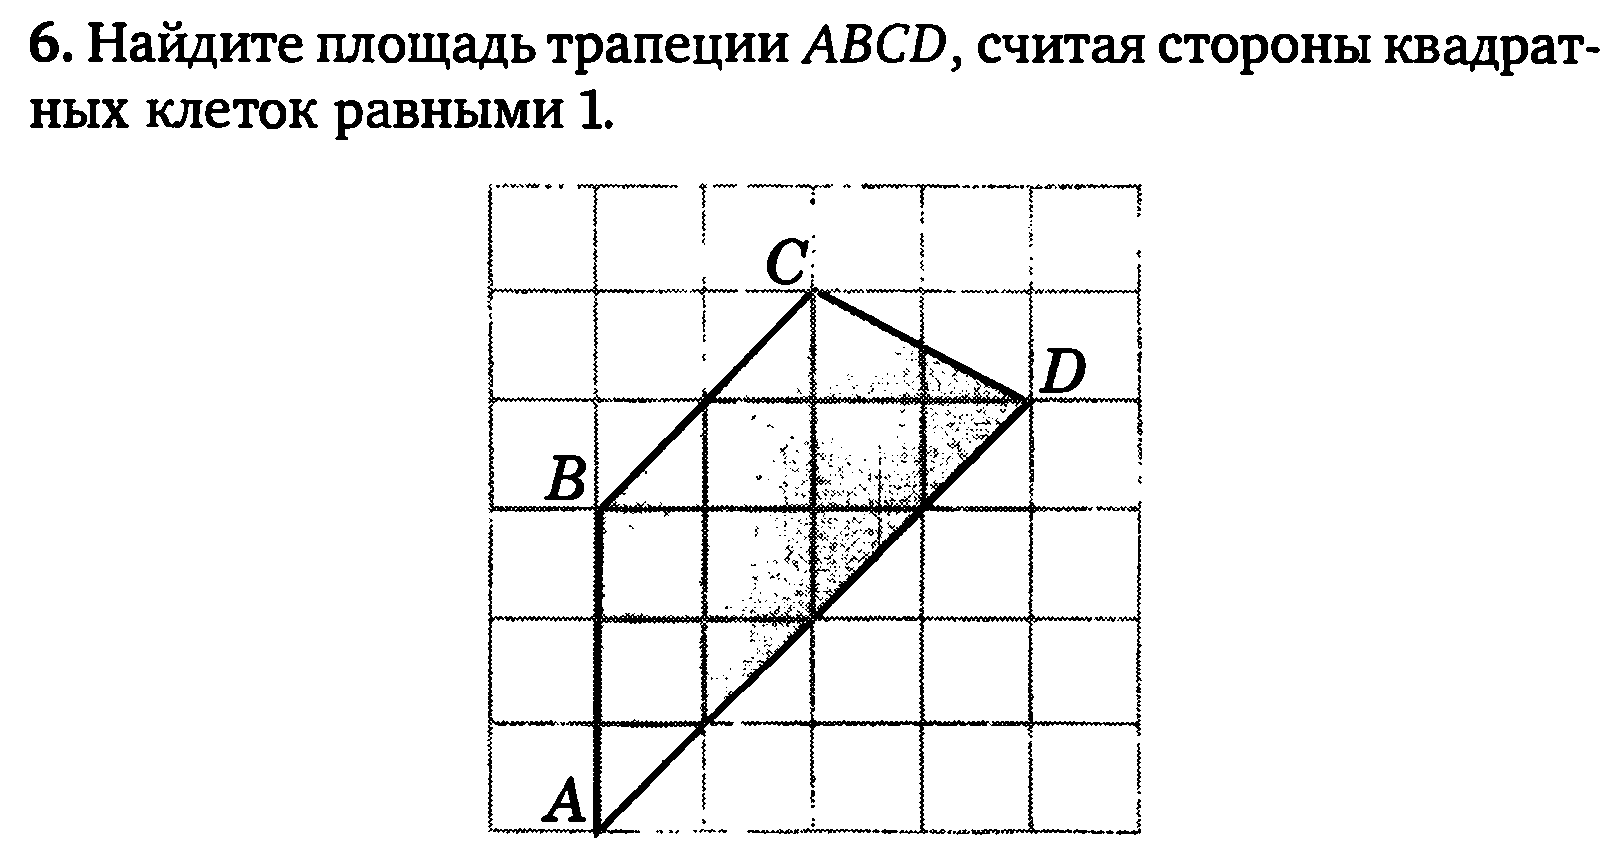 6. Найдите площадь трапеции ABCD, считая стороны квадрат-
ных клеток равными 1.
C
D
B
A